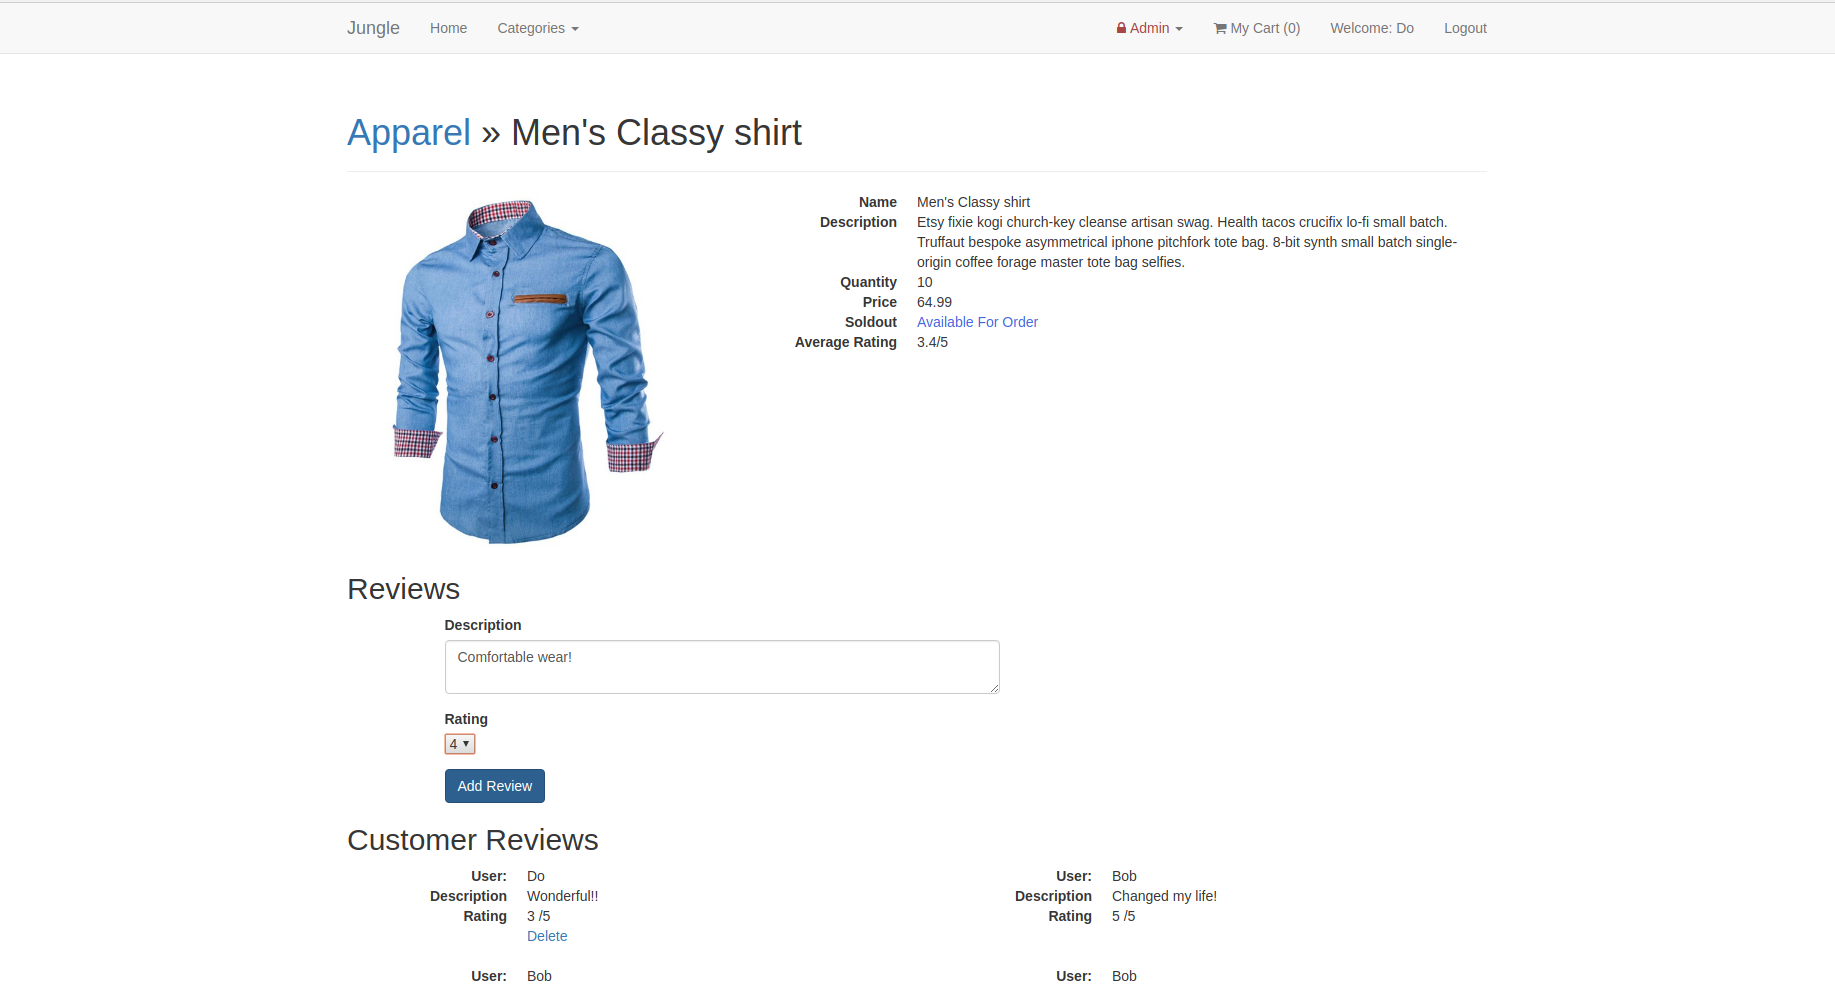 Jungle Home Categories Admin My Cart (0) Welcome: Do Logout
Apparel » Men's Classy shirt
Name Men's Classy shirt
Description Etsy fixie kogi church-key cleanse artisan swag. Health tacos crucifix lo-fi small batch.
Truffaut bespoke asymmetrical iphone pitchfork tote bag. 8-bit synth small batch single-
origin coffee forage master tote bag selfies.
Quantity 10
Price 64.99
Soldout Available For Order
Average Rating 3.4/5
Reviews
Description
Comfortable wear!
Rating
4
Add Review
Customer Reviews
User: Do
Description Wonderful!!
Rating 3 /5
Delete
User: Bob
Description Changed my life!
Rating 5 /5
User: Bob
User: Bob